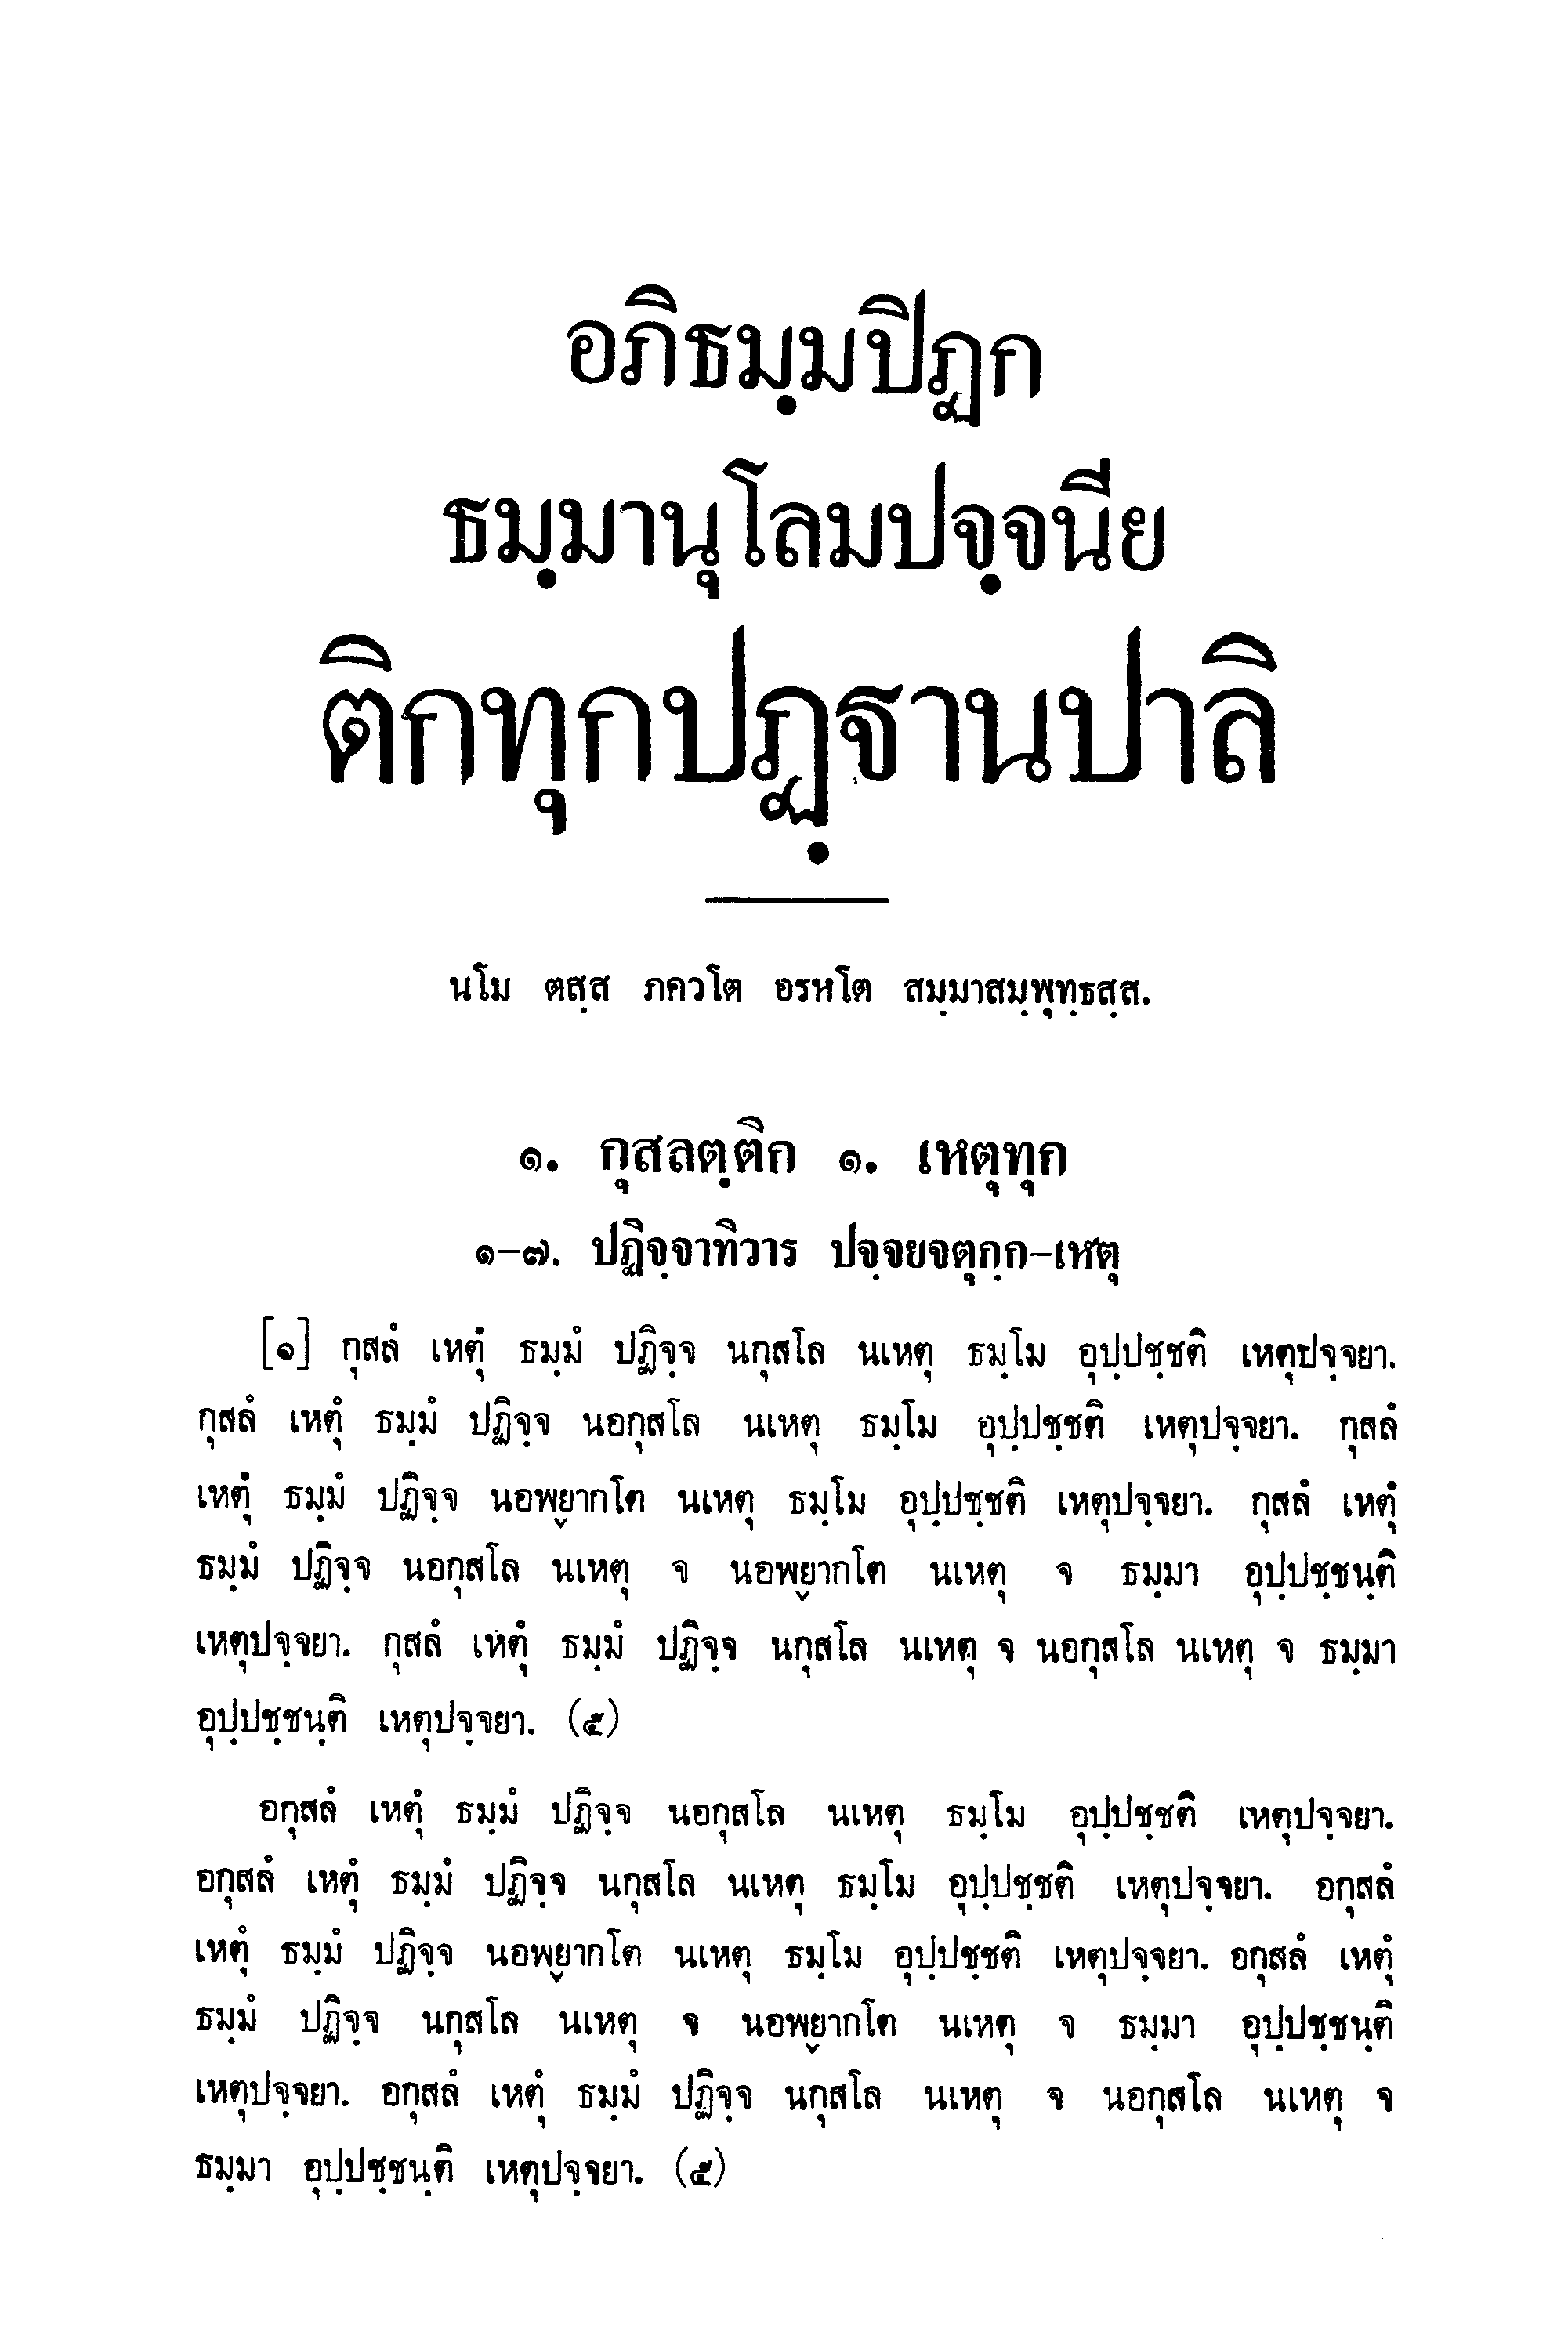 อภิธมฺมปิฏก
ธมฺมานุโลมปจฺจนีย
ติกทุกปฏฺฐานปาลิ
นโม ตสฺส ภควโต อรหโต สมฺมาสมฺพุทฺธสฺส.
๑. กุสลตฺติก ๑. เหตุทุก
๑–๗. ปฏิจฺจาทิวาร ปจฺจยจตุกฺก–เหตุ
[๑] กุสลํ เหตุํ ธมฺมํ ปฏิจฺจ นกุสโล นเหตุ ธมฺโม อุปฺปชฺชติ เหตุปจฺจยา.
กุสลํ เหตุํ ธมฺมํ ปฏิจฺจ นอกุสโล นเหตุ ธมฺโม อุปฺปชฺชติ เหตุปจฺจยา. กุสลํ
เหตุํ ธมฺมํ ปฏิจฺจ นอพฺยากโต นเหตุ ธมฺโม อุปฺปชฺชติ เหตุปจฺจยา. กุสลํ เหตุํ
ธมฺมํ ปฏิจฺจ นอกุสโล นเหตุ จ นอพฺยากโต นเหตุ จ ธมฺมา อุปฺปชฺชนฺติ
เหตุปจฺจยา. กุสลํ เหตุํ ธมฺมํ ปฏิจฺจ นกุสโล นเหตุ จ นอกุสโล นเหตุ จ ธมฺมา
อุปฺปชฺชนฺติ เหตุปจฺจยา. (๕)
อกุสลํ เหตุํ ธมฺมํ ปฏิจฺจ นอกุสโล นเหตุ ธมฺโม อุปฺปชฺชติ เหตุปจฺจยา.
อกุสลํ เหตุํ ธมฺมํ ปฏิจฺจ นกุสโล นเหตุ ธมฺโม อุปฺปชฺชติ เหตุปจฺจยา. อกุสลํ
เหตุํ ธมฺมํ ปฏิจฺจ นอพฺยากโต นเหตุ ธมฺโม อุปฺปชฺชติ เหตุปจฺจยา. อกุสลํ เหตุํ
ธมฺมํ ปฏิจฺจ นกุสโล นเหตุ จ นอพฺยากโต นเหตุ จ ธมฺมา อุปฺปชฺชนฺติ
เหตุปจฺจยา. อกุสลํ เหตุํ ธมฺมํ ปฏิจฺจ นกุสโล นเหตุ จ นอกุสโล นเหตุ จ
ธมฺมา อุปฺปชฺชนฺติ เหตุปจฺจยา. (๕)